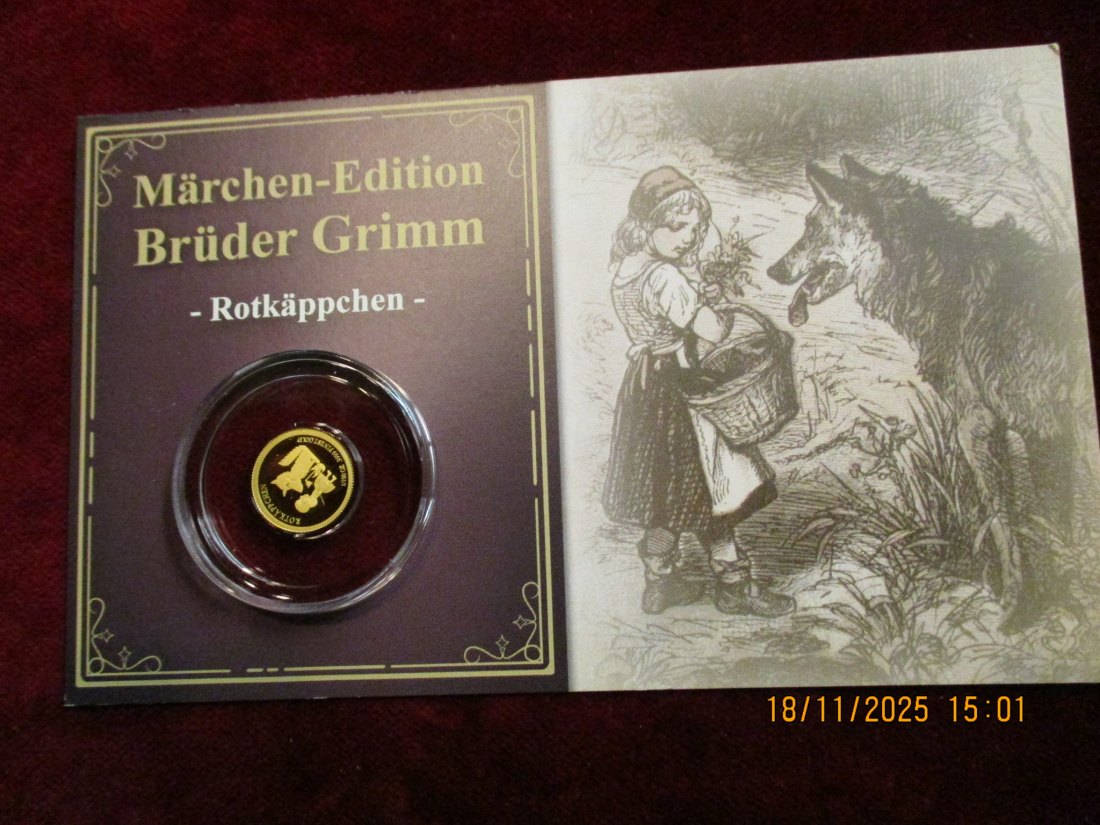 Märchen-Edition
Brüder Grimm
- Rotkäppchen -
ROTKÄPPCHEN
18/11/2025 15:01